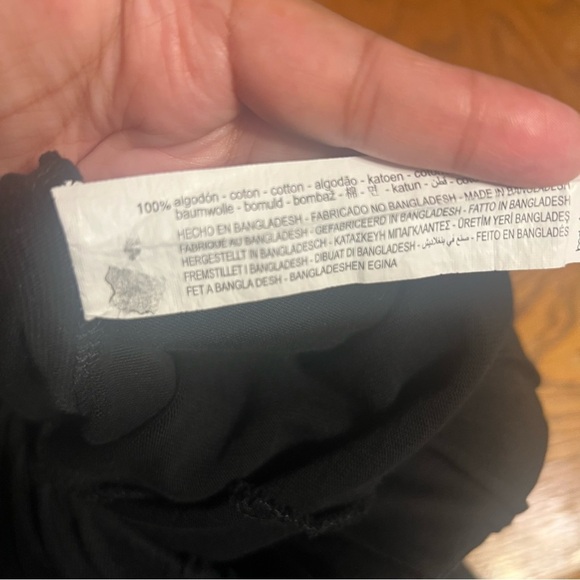 100% algodón - coton - cotton - algodão - katoen -
baumwolle - bomuld - bombaž - 棉 - 면 - katun - قطن -
HECHO EN BANGLADESH - FABRICADO NO BANGLADESH - MADE IN BANGLADESH
FABRIQUÉ AU BANGLADESH - GEFABRICEERD IN BANGLADESH - FATTO IN BANGLADESH
HERGESTELLT IN BANGLADESCH - ΚΑΤΑΣΚΕΥΗ ΜΠΑΓΚΛΑΝΤΕΣ - ÜRETİM YERİ BANGLADEŞ
FREMSTILLET I BANGLADESH - DIBUAT DI BANGLADESH - صنع في بنغلاديش - FEITO EN BANGLADÉS
FET A BANGLA DESH - BANGLADESHEN EGINA